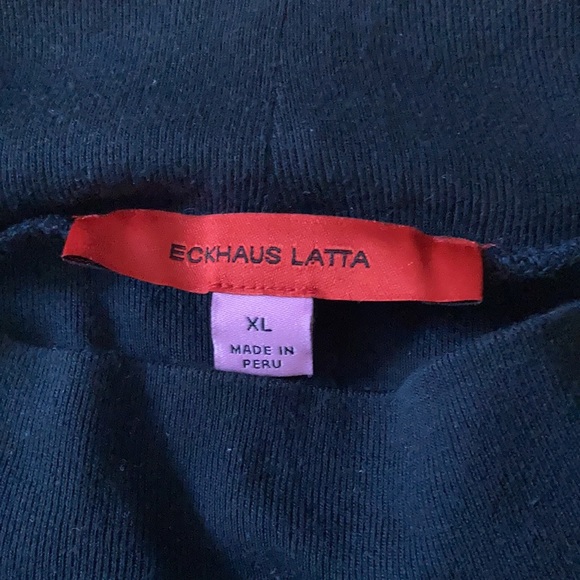 ECKHAUS LATTA
XL
MADE IN
PERU